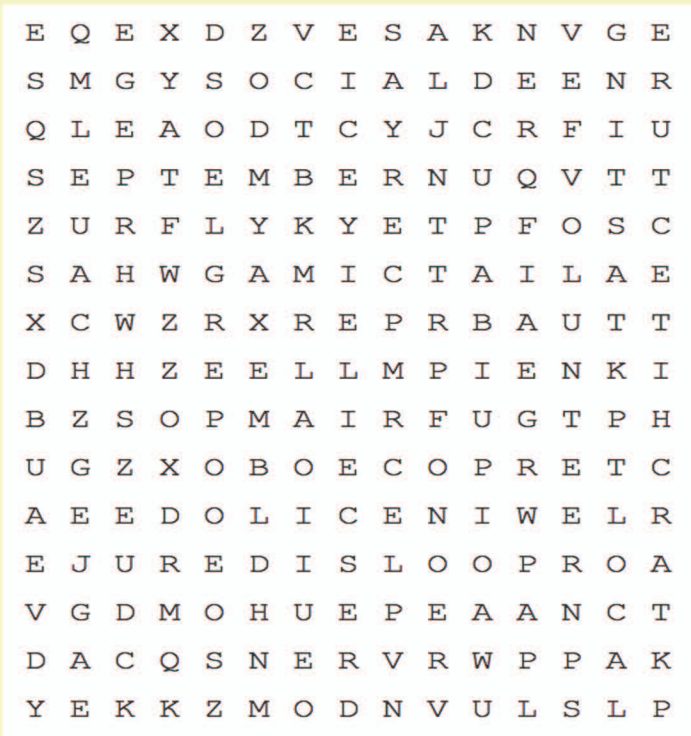 E Q E X D Z V E S A K N V G E
S M G Y S O C I A L D E E N R
Q L E A O D T C Y J C R F I U
S E P T E M B E R N U Q V T T
Z U R F L Y K Y E T P F O S C
S A H W G A M I C T A I L A E
X C W Z R X R E P R B A U T T
D H H Z E E L L M P I E N K I
B Z S O P M A I R F U G T P H
U G Z X O B O E C O P R E T C
A E E D O L I C E N I W E L R
E J U R E D I S L O O P R O A
V G D M O H U E P E A A N C T
D A C Q S N E R V R W P P A K
Y E K K Z M O D N V U L S L P